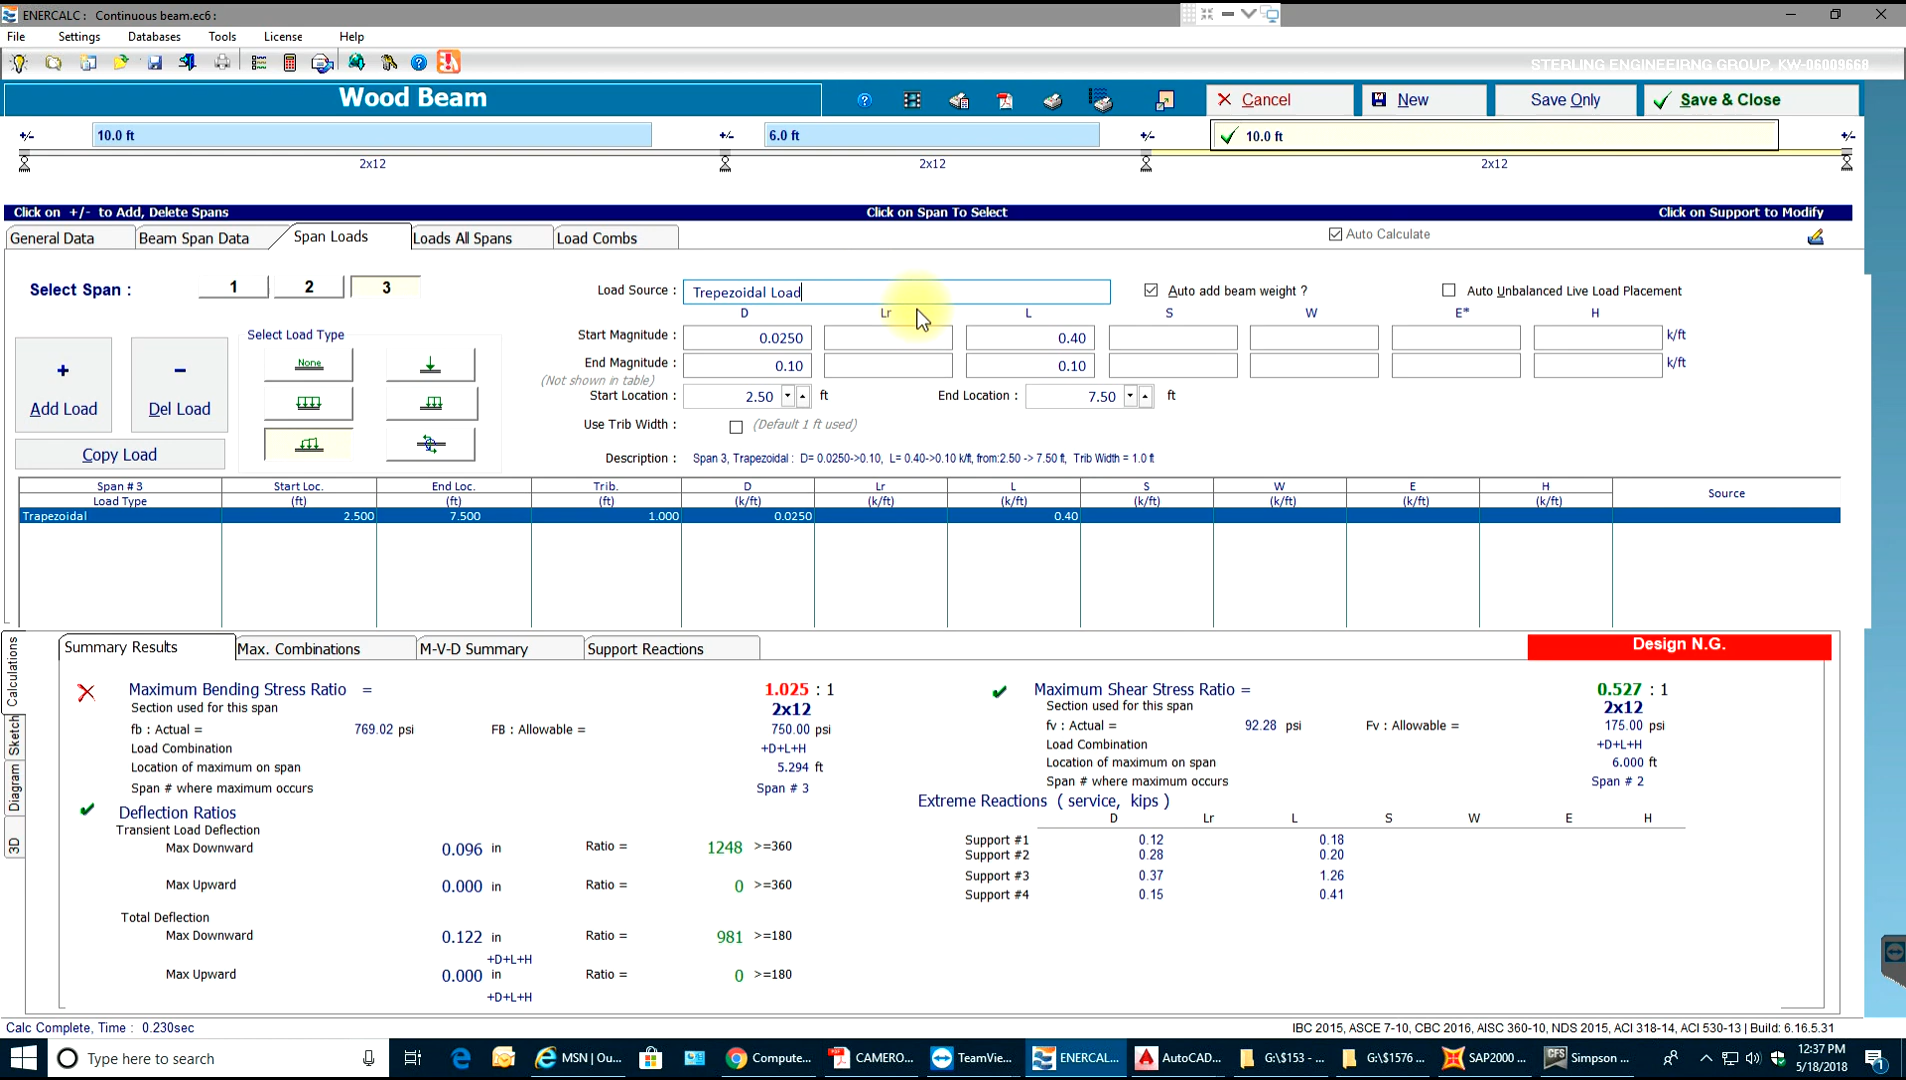 ENERCALC : Continuous beam.ec6 :
File Settings Databases Tools License Help
STERLING ENGINEEIRNG GROUP. KW-06009668
Wood Beam
Cancel New Save Only Save & Close
+/- 10.0 ft +/- 6.0 ft +/- 10.0 ft +/-
2x12 2x12 2x12
Click on +/- to Add, Delete Spans Click on Span To Select Click on Support to Modify
General Data Beam Span Data Span Loads Loads All Spans Load Combs Auto Calculate
Select Span : 1 2 3 Load Source : Trepezoidal Load Auto add beam weight ? Auto Unbalanced Live Load Placement
D Lr L S W E* H
Select Load Type Start Magnitude : 0.0250 0.40 k/ft
None End Magnitude : 0.10 0.10 k/ft
(Not shown in table)
+ Add Load - Del Load Start Location : 2.50 ft End Location : 7.50 ft
Use Trib Width : (Default 1 ft used)
Copy Load Description : Span 3, Trapezoidal : D= 0.0250->0.10, L= 0.40->0.10 k/ft, from:2.50 -> 7.50 ft, Trib Width = 1.0 ft
Span # 3 Start Loc. End Loc. Trib. D Lr L S W E H Source
Load Type (ft) (ft) (ft) (k/ft) (k/ft) (k/ft) (k/ft) (k/ft) (k/ft) (k/ft)
Trapezoidal 2.500 7.500 1.000 0.0250 0.40
Calculations
Sketch
Diagram
3D
Summary Results Max. Combinations M-V-D Summary Support Reactions Design N.G.
Maximum Bending Stress Ratio = 1.025 : 1 Maximum Shear Stress Ratio = 0.527 : 1
Section used for this span 2x12 Section used for this span 2x12
fb : Actual = 769.02 psi FB : Allowable = 750.00 psi fv : Actual = 92.28 psi Fv : Allowable = 175.00 psi
Load Combination +D+L+H Load Combination +D+L+H
Location of maximum on span 5.294 ft Location of maximum on span 6.000 ft
Span # where maximum occurs Span # 3 Span # where maximum occurs Span # 2
Deflection Ratios Extreme Reactions ( service, kips )
Transient Load Deflection D Lr L S W E H
Max Downward 0.096 in Ratio = 1248 >=360 Support #1 0.12 0.18
Support #2 0.28 0.20
Max Upward 0.000 in Ratio = 0 >=360 Support #3 0.37 1.26
Support #4 0.15 0.41
Total Deflection
Max Downward 0.122 in Ratio = 981 >=180
+D+L+H
Max Upward 0.000 in Ratio = 0 >=180
+D+L+H
Calc Complete, Time : 0.230sec IBC 2015, ASCE 7-10, CBC 2016, AISC 360-10, NDS 2015, ACI 318-14, ACI 530-13 | Build: 6.16.5.31
Type here to search MSN | Ou... Compute... CAMERO... TeamVie... ENERCAL... AutoCAD... G:\$153 - ... G:\$1576 ... SAP2000 ... CFS Simpson ... 12:37 PM
5/18/2018 1